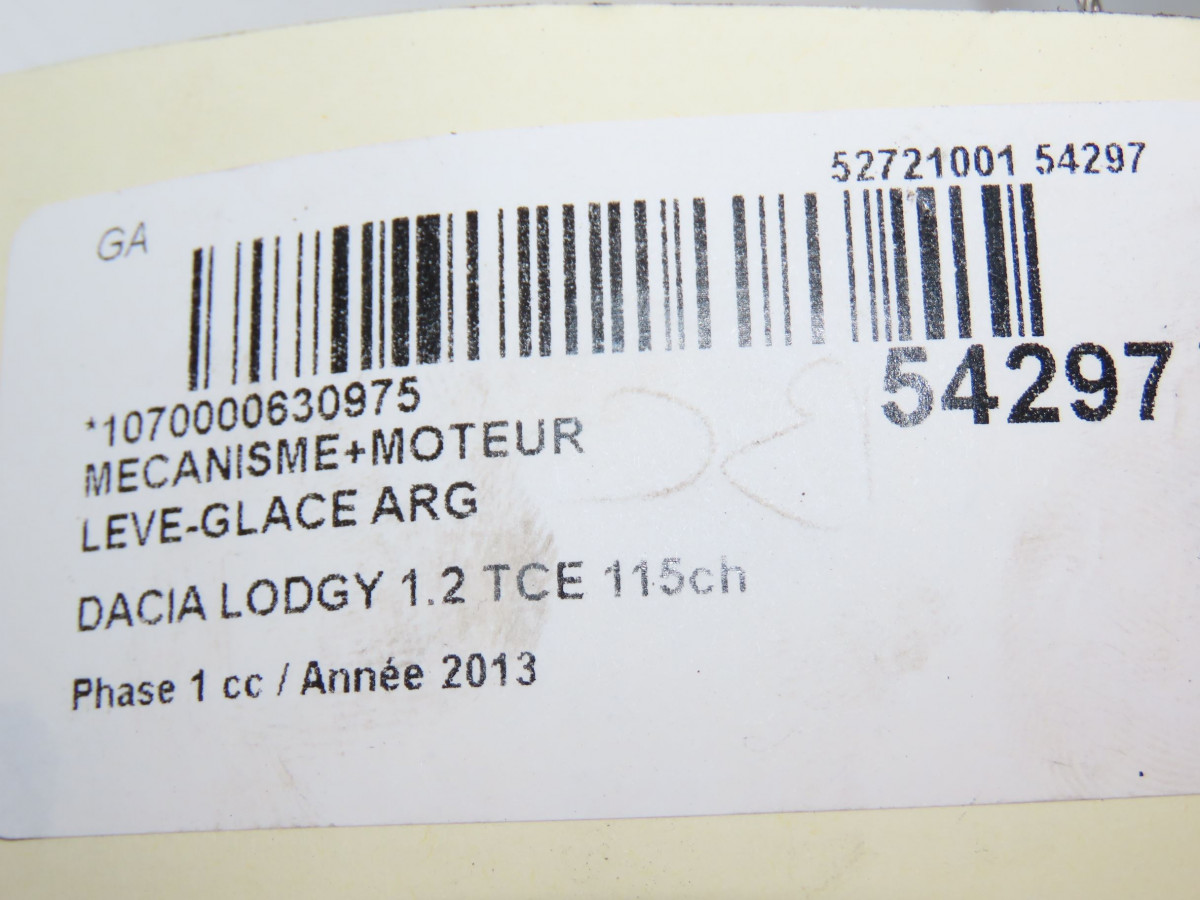 52721001 54297
GA
54297
*1070000630975
MECANISME+MOTEUR
LEVE-GLACE ARG
DACIA LODGY 1.2 TCE 115ch
Phase 1 cc / Année 2013